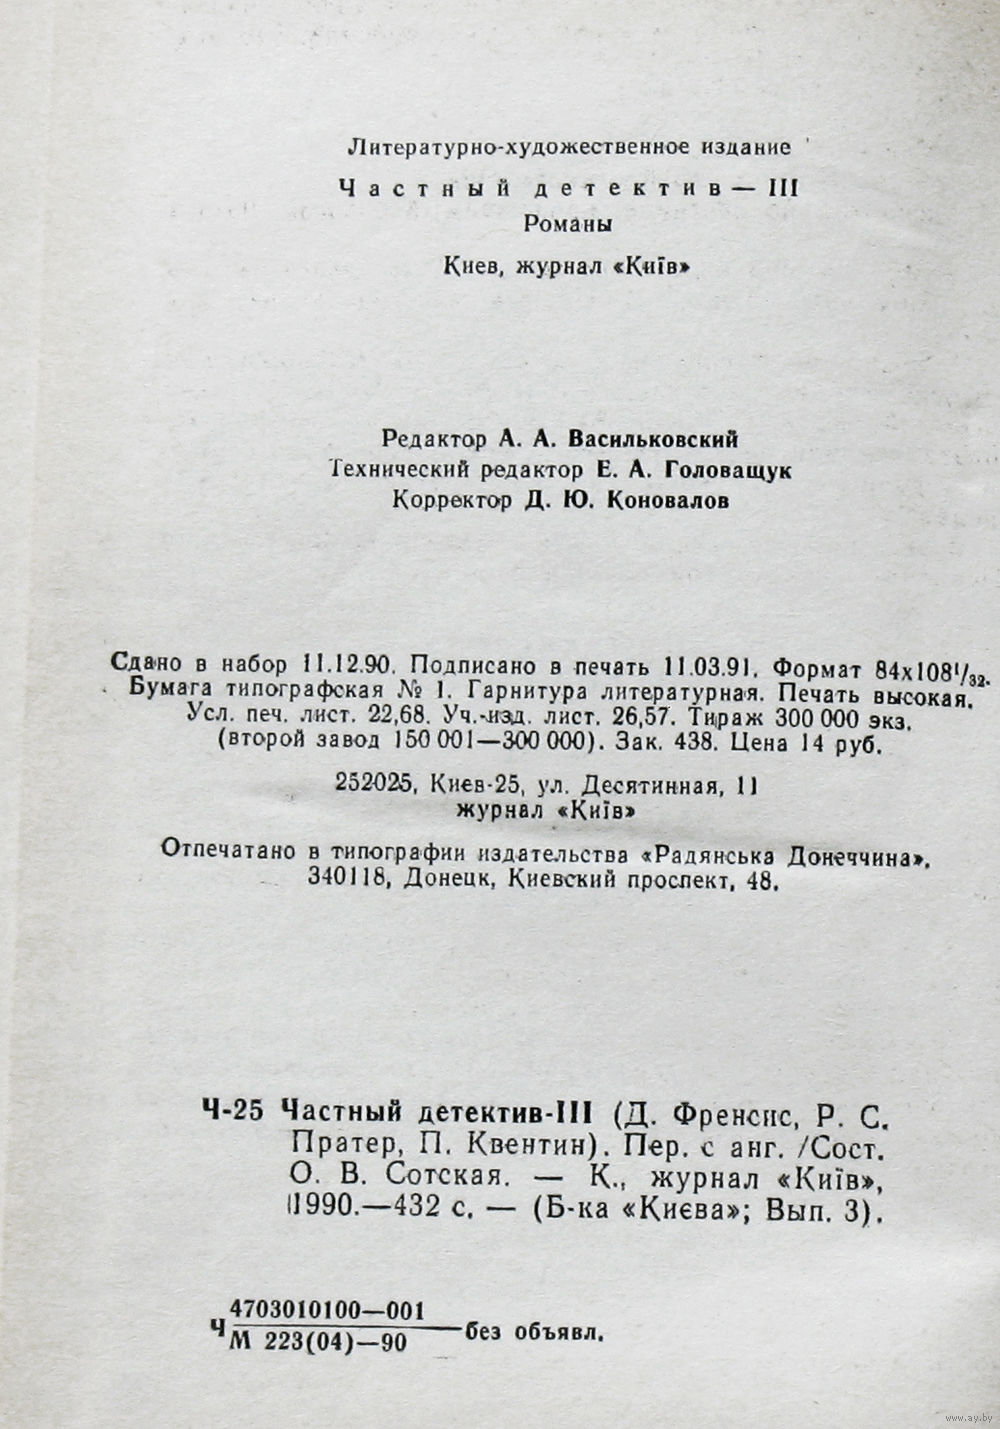 Литературно-художественное издание
Частный детектив — III
Романы
Киев, журнал «Київ»
Редактор А. А. Васильковский
Технический редактор Е. А. Головащук
Корректор Д. Ю. Коновалов
Сдано в набор 11.12.90. Подписано в печать 11.03.91. Формат 84х108¹/₃₂.
Бумага типографская № 1. Гарнитура литературная. Печать высокая.
Усл. печ. лист. 22,68. Уч.-изд. лист. 26,57. Тираж 300 000 экз.
(второй завод 150 001—300 000). Зак. 438. Цена 14 руб.
252025, Киев-25, ул. Десятинная, 11
журнал «Київ»
Отпечатано в типографии издательства «Радянська Донеччина».
340118, Донецк, Киевский проспект, 48.
Ч-25 Частный детектив-III (Д. Френсис, Р. С.
Пратер, П. Квентин). Пер. с анг. /Сост.
О. В. Сотская. — К., журнал «Київ»,
1990.—432 с. — (Б-ка «Києва»; Вып. 3).
4703010100—001
Ч —без объявл.
М 223(04)—90
www.ay.by